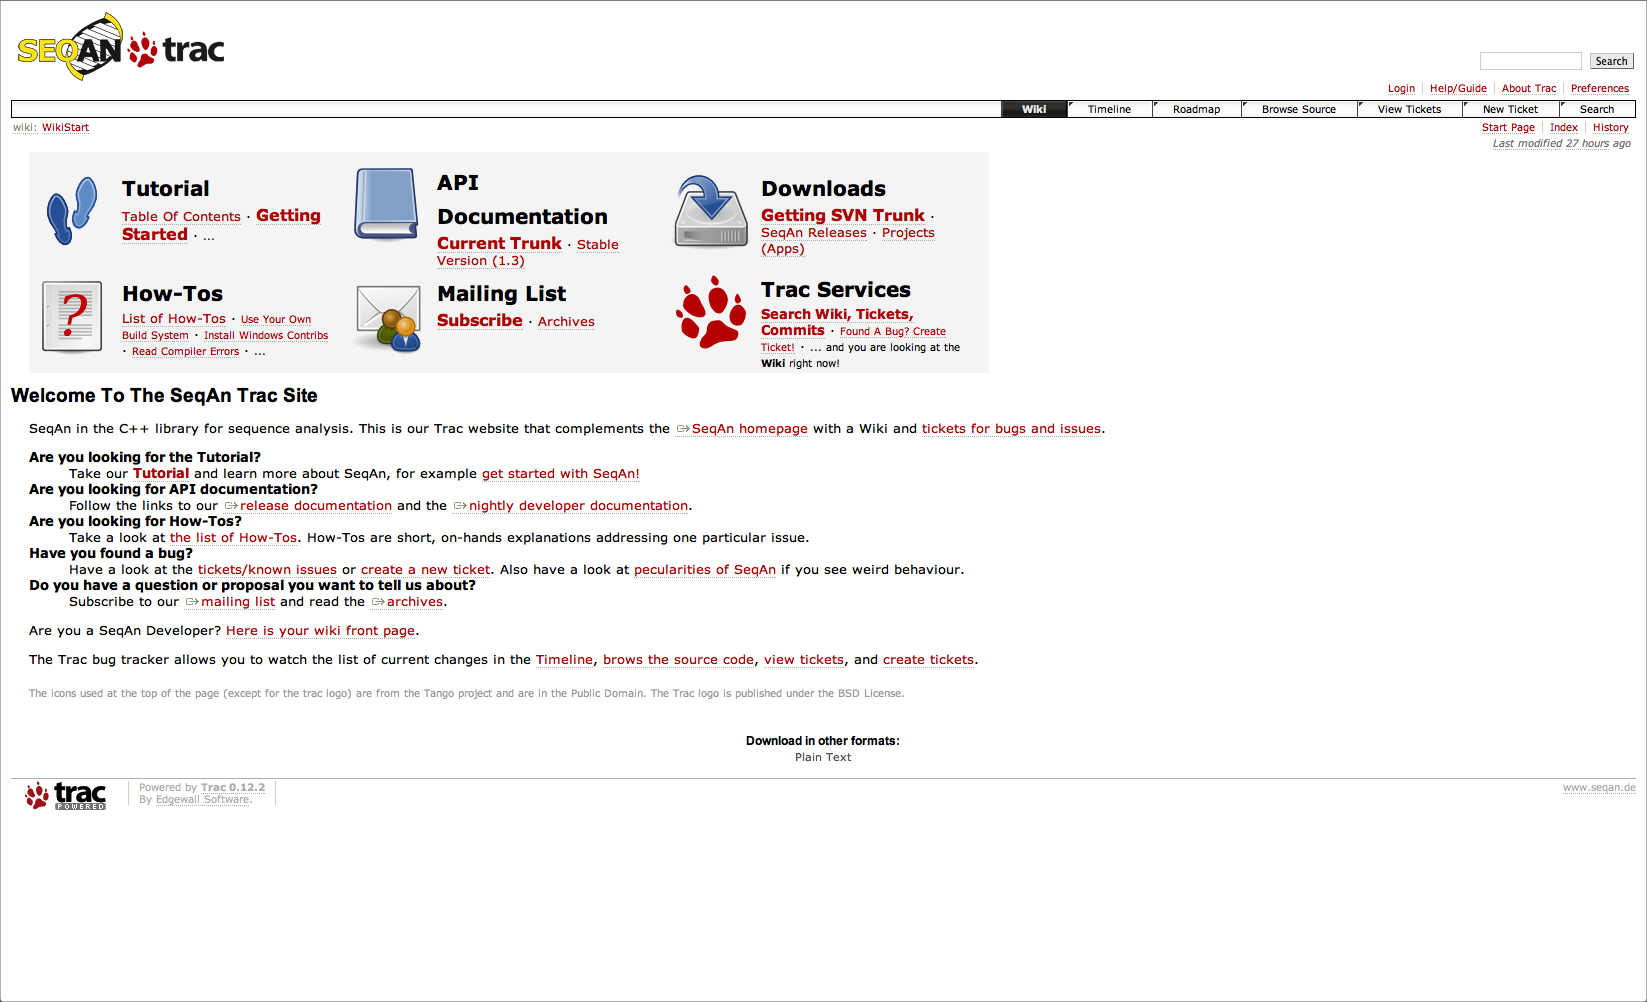 SEQAN trac
Search
Login Help/Guide About Trac Preferences
Wiki Timeline Roadmap Browse Source View Tickets New Ticket Search
wiki: WikiStart
Start Page Index History
Last modified 27 hours ago
Tutorial
Table Of Contents · Getting
Started · ...
API
Documentation
Current Trunk · Stable
Version (1.3)
Downloads
Getting SVN Trunk ·
SeqAn Releases · Projects
(Apps)
?
How-Tos
List of How-Tos · Use Your Own
Build System · Install Windows Contribs
· Read Compiler Errors · ...
Mailing List
Subscribe · Archives
Trac Services
Search Wiki, Tickets,
Commits · Found A Bug? Create
Ticket! · ... and you are looking at the
Wiki right now!
Welcome To The SeqAn Trac Site
SeqAn in the C++ library for sequence analysis. This is our Trac website that complements the SeqAn homepage with a Wiki and tickets for bugs and issues.
Are you looking for the Tutorial?
Take our Tutorial and learn more about SeqAn, for example get started with SeqAn!
Are you looking for API documentation?
Follow the links to our release documentation and the nightly developer documentation.
Are you looking for How-Tos?
Take a look at the list of How-Tos. How-Tos are short, on-hands explanations addressing one particular issue.
Have you found a bug?
Have a look at the tickets/known issues or create a new ticket. Also have a look at pecularities of SeqAn if you see weird behaviour.
Do you have a question or proposal you want to tell us about?
Subscribe to our mailing list and read the archives.
Are you a SeqAn Developer? Here is your wiki front page.
The Trac bug tracker allows you to watch the list of current changes in the Timeline, brows the source code, view tickets, and create tickets.
The icons used at the top of the page (except for the trac logo) are from the Tango project and are in the Public Domain. The Trac logo is published under the BSD License.
Download in other formats:
Plain Text
trac
POWERED
Powered by Trac 0.12.2
By Edgewall Software.
www.seqan.de